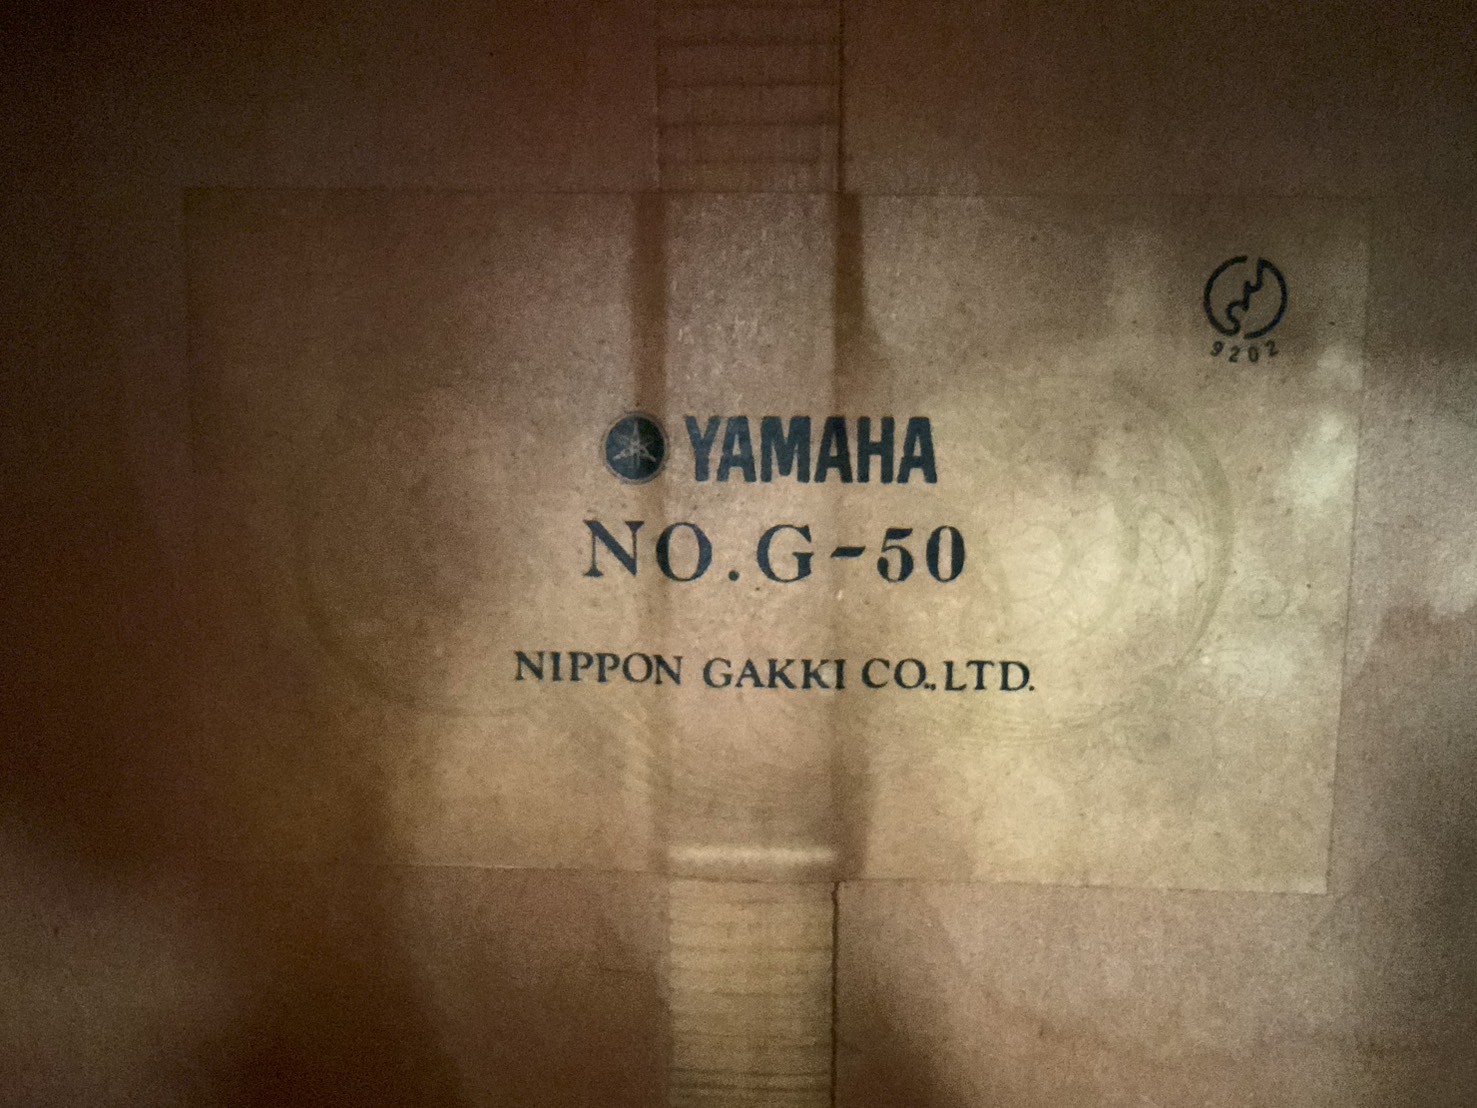 9202
YAMAHA
NO. G-50
NIPPON GAKKI CO., LTD.